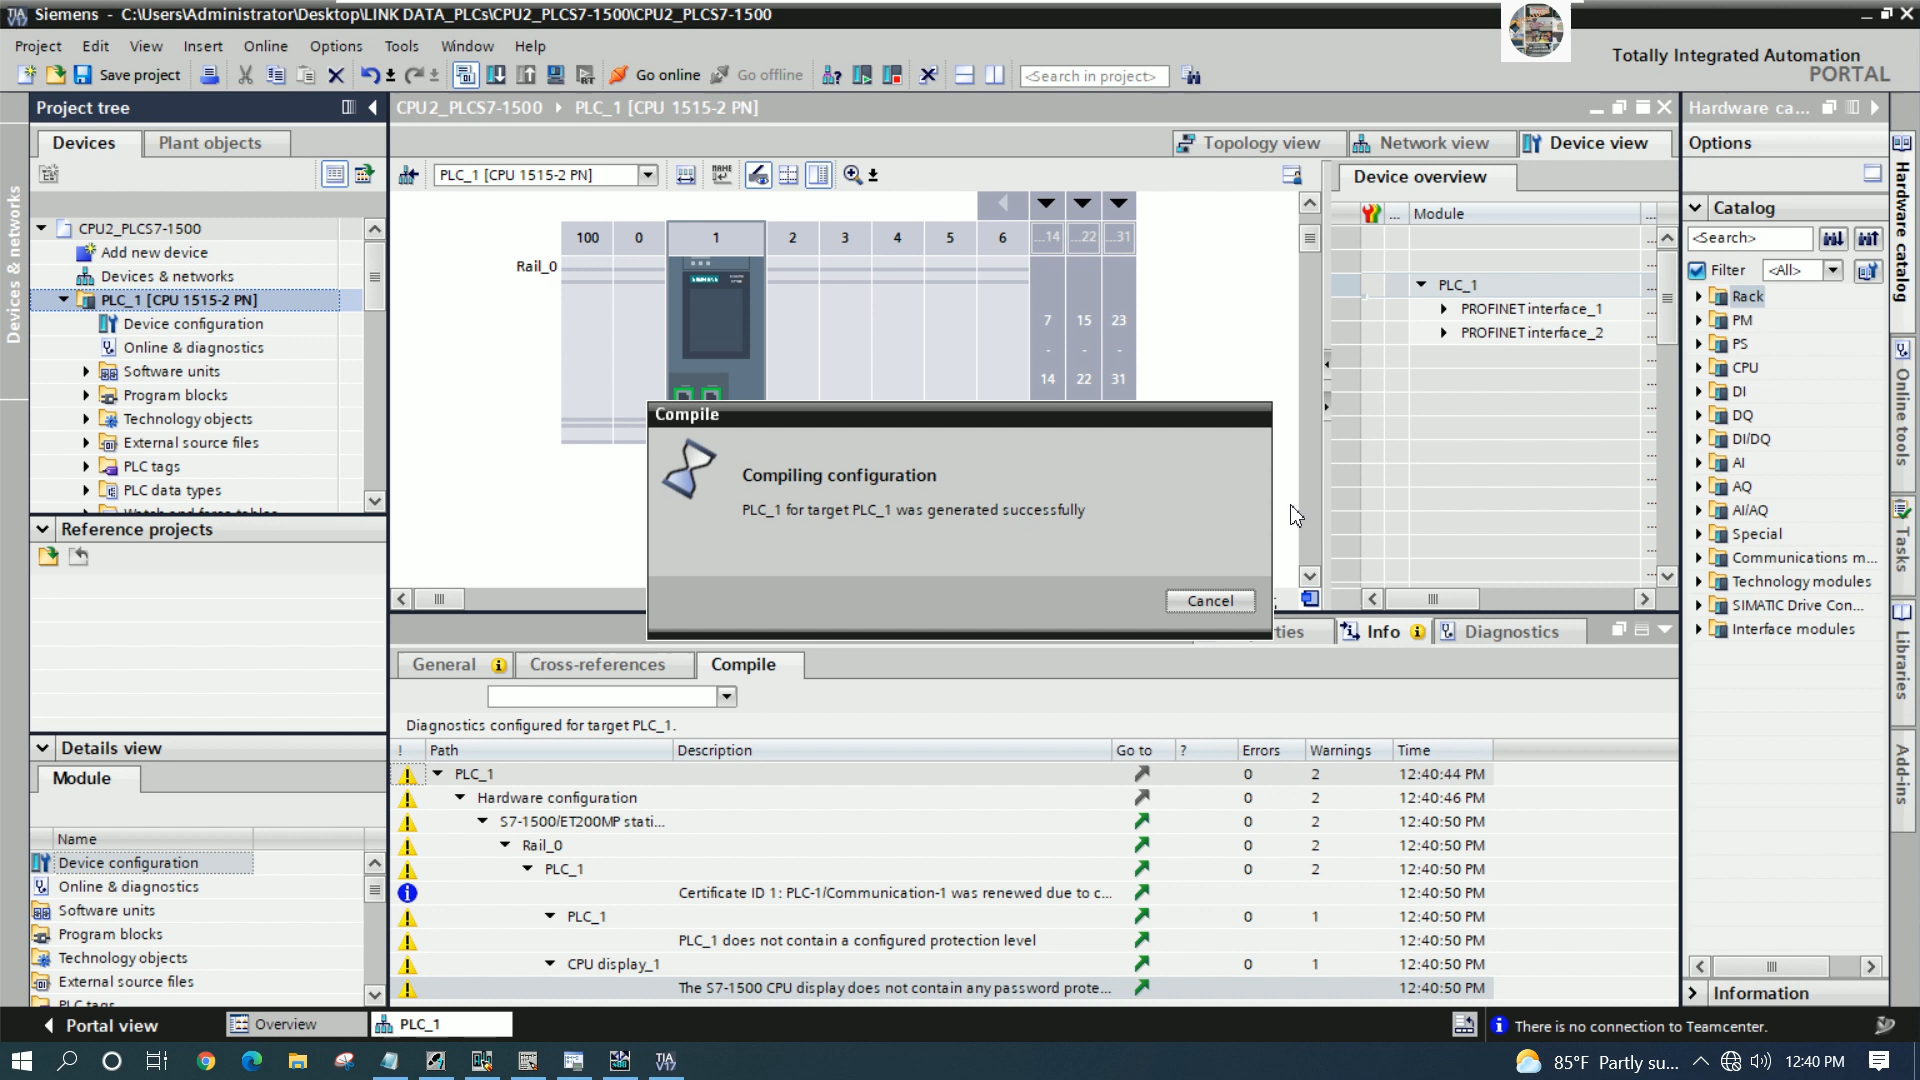 Siemens - C:\Users\Administrator\Desktop\LINK DATA_PLCs\CPU2_PLCS7-1500\CPU2_PLCS7-1500
Project Edit View Insert Online Options Tools Window Help
Totally Integrated Automation
PORTAL
Save project
Go online
Go offline
<Search in project>
Project tree
CPU2_PLCS7-1500 PLC_1 [CPU 1515-2 PN]
Hardware ca...
Devices
Plant objects
Topology view
Network view
Device view
Options
PLC_1 [CPU 1515-2 PN]
Device overview
Devices & networks
CPU2_PLCS7-1500
Add new device
Devices & networks
PLC_1 [CPU 1515-2 PN]
Device configuration
Online & diagnostics
Software units
Program blocks
Technology objects
External source files
PLC tags
PLC data types
Watch and force tables
100 0 1 2 3 4 5 6 ...14 ...22 ...31
Rail_0
SIEMENS
7 15 23
- - -
14 22 31
... Module ...
PLC_1
PROFINET interface_1
PROFINET interface_2
Catalog
<Search>
Filter <All>
Rack
PM
PS
CPU
DI
DQ
DI/DQ
AI
AQ
AI/AQ
Special
Communications m...
Technology modules
SIMATIC Drive Con...
Interface modules
Hardware catalog
Online tools
Tasks
Libraries
Add-ins
Compile
Compiling configuration
PLC_1 for target PLC_1 was generated successfully
Cancel
Reference projects
ties
Info
Diagnostics
General
Cross-references
Compile
Diagnostics configured for target PLC_1.
! Path Description Go to ? Errors Warnings Time
PLC_1 0 2 12:40:44 PM
Hardware configuration 0 2 12:40:46 PM
S7-1500/ET200MP stati... 0 2 12:40:50 PM
Rail_0 0 2 12:40:50 PM
PLC_1 0 2 12:40:50 PM
Certificate ID 1: PLC-1/Communication-1 was renewed due to c... 12:40:50 PM
PLC_1 0 1 12:40:50 PM
PLC_1 does not contain a configured protection level 12:40:50 PM
CPU display_1 0 1 12:40:50 PM
The S7-1500 CPU display does not contain any password prote... 12:40:50 PM
Details view
Module
Name
Device configuration
Online & diagnostics
Software units
Program blocks
Technology objects
External source files
PLC tags
Information
Portal view
Overview
PLC_1
There is no connection to Teamcenter.
TIA V17
85°F Partly su...
12:40 PM